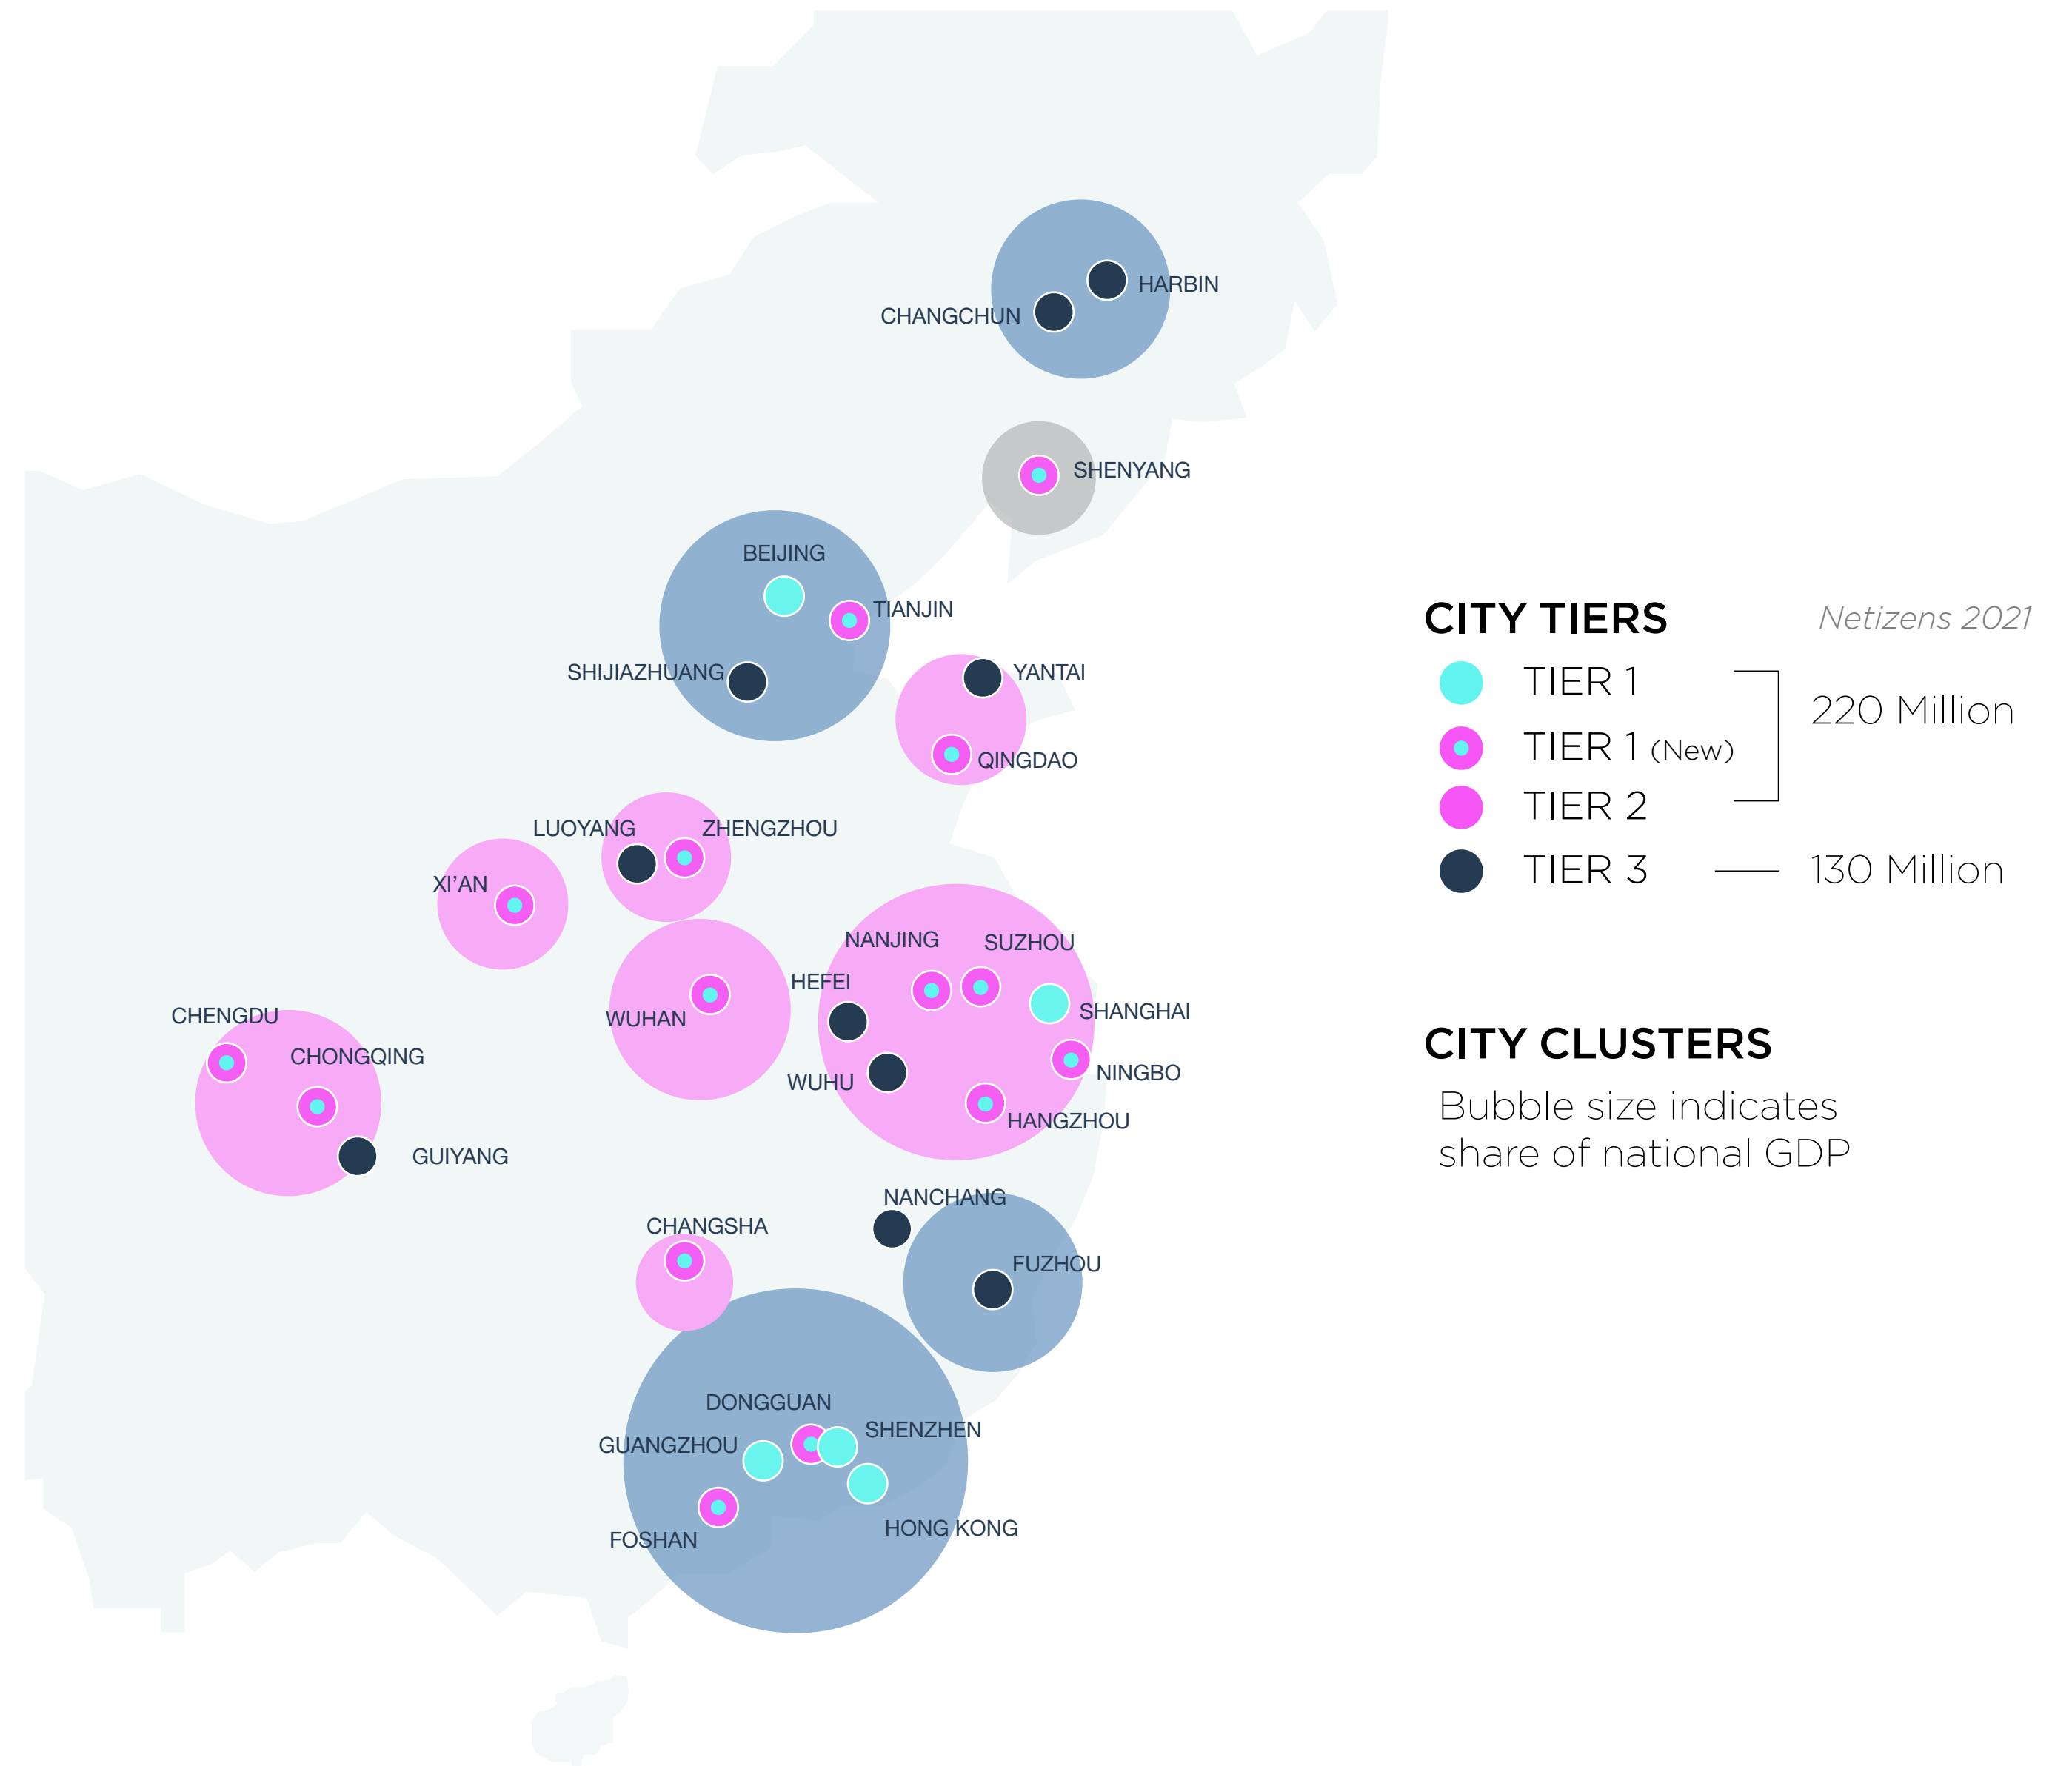 HARBIN
CHANGCHUN
SHENYANG
BEIJING
TIANJIN
SHIJIAZHUANG
YANTAI
QINGDAO
LUOYANG
ZHENGZHOU
XI’AN
NANJING
SUZHOU
HEFEI
SHANGHAI
WUHAN
CHENGDU
CHONGQING
WUHU
NINGBO
HANGZHOU
GUIYANG
NANCHANG
CHANGSHA
FUZHOU
DONGGUAN
SHENZHEN
GUANGZHOU
HONG KONG
FOSHAN
CITY TIERS
Netizens 2021
TIER 1
TIER 1 (New)
TIER 2
220 Million
TIER 3
130 Million
CITY CLUSTERS
Bubble size indicates
share of national GDP